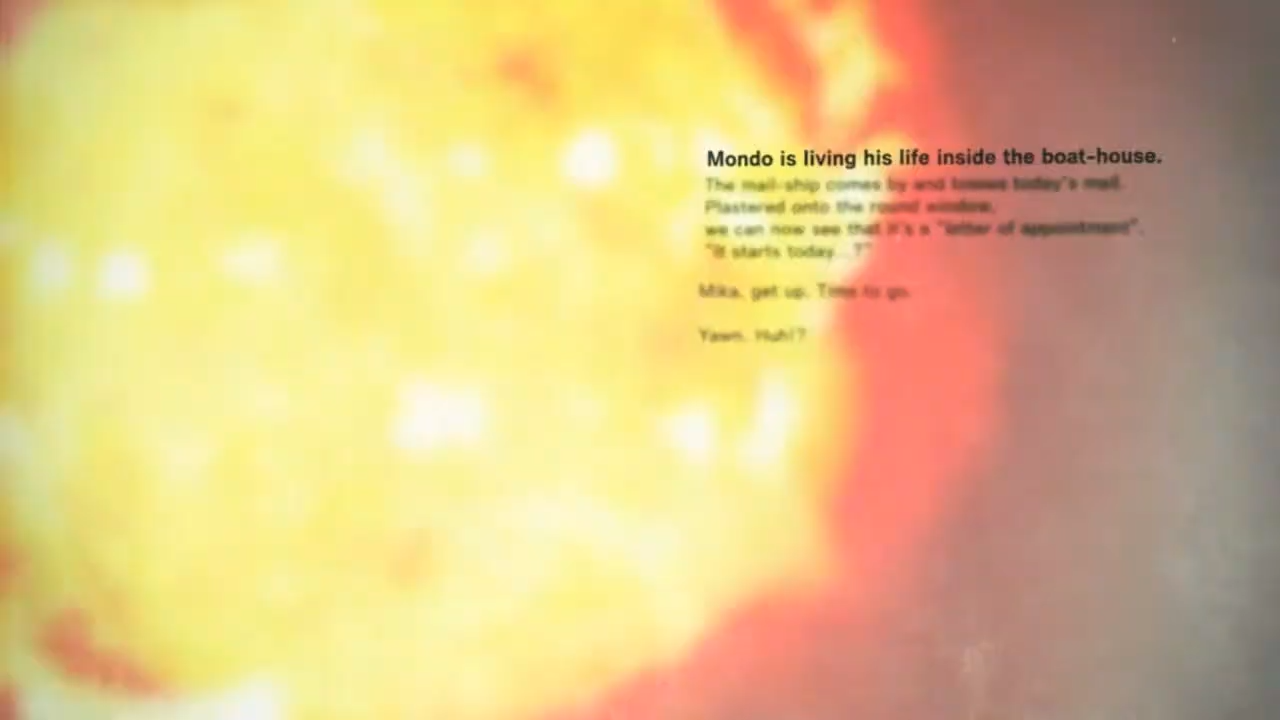 Mondo is living his life inside the boat-house.
The mail-ship comes by and tosses today's mail.
Plastered onto the round window,
we can now see that it's a "letter of appointment".
"It starts today...?"
Mika, get up. Time to go.
Yawn. Huh!?